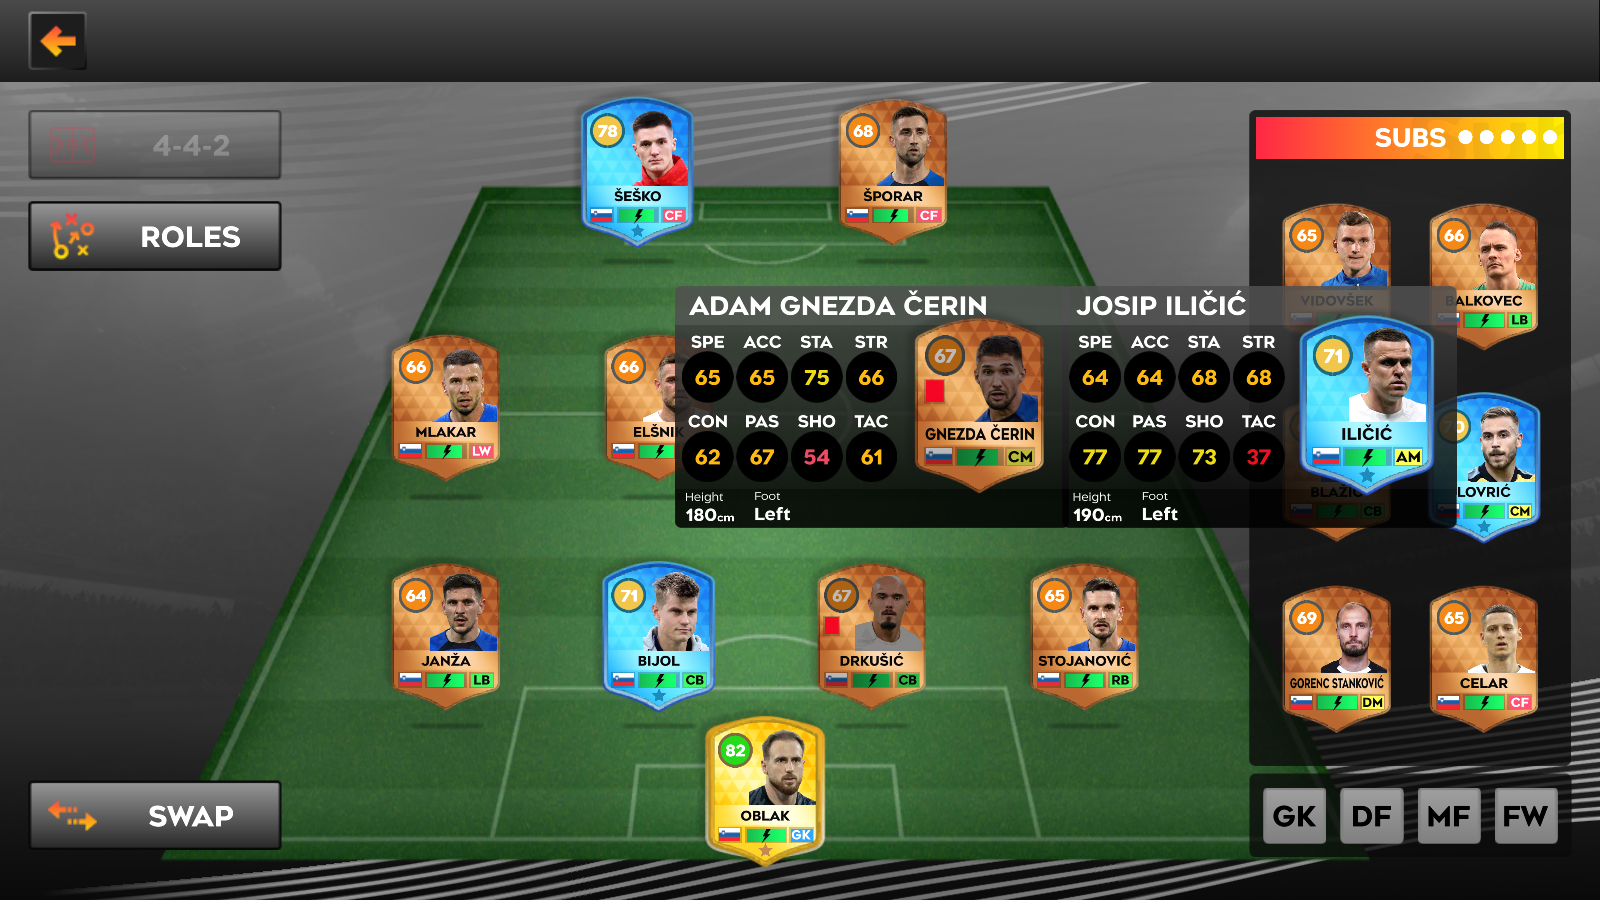 4-4-2
ROLES
SWAP
78
ŠEŠKO
CF
68
ŠPORAR
CF
66
MLAKAR
LW
66
ELŠNIK
ADAM GNEZDA ČERIN
SPE ACC STA STR
65 65 75 66
CON PAS SHO TAC
62 67 54 61
Height Foot
180cm Left
67
GNEZDA ČERIN
CM
JOSIP ILIČIĆ
SPE ACC STA STR
64 64 68 68
CON PAS SHO TAC
77 77 73 37
Height Foot
190cm Left
71
ILIČIĆ
AM
64
JANŽA
LB
71
BIJOL
CB
67
DRKUŠIĆ
CB
65
STOJANOVIĆ
RB
82
OBLAK
GK
SUBS
65
VIDOVŠEK
66
BALKOVEC
LB
BLAŽIČ
CB
70
LOVRIĆ
CM
69
GORENC STANKOVIĆ
DM
65
CELAR
CF
GK DF MF FW